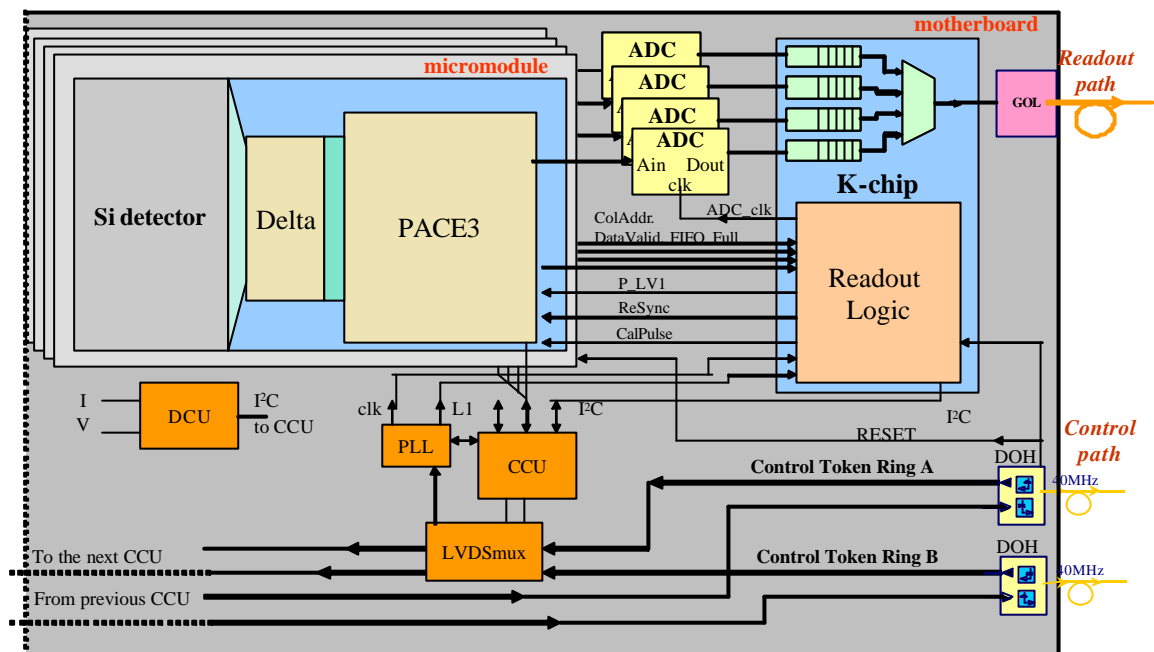 motherboard
micromodule
ADC
ADC
ADC
ADC
Ain Dout
clk
Readout
path
GOL
K-chip
Si detector
Delta
PACE3
ADC_clk
ColAddr.
DataValid, FIFO_Full
P_LV1
ReSync
CalPulse
Readout
Logic
I
V
DCU
I²C
to CCU
clk
L1
I²C
I²C
PLL
CCU
RESET
Control
path
DOH
40MHz
Control Token Ring A
LVDSmux
To the next CCU
Control Token Ring B
DOH
40MHz
From previous CCU